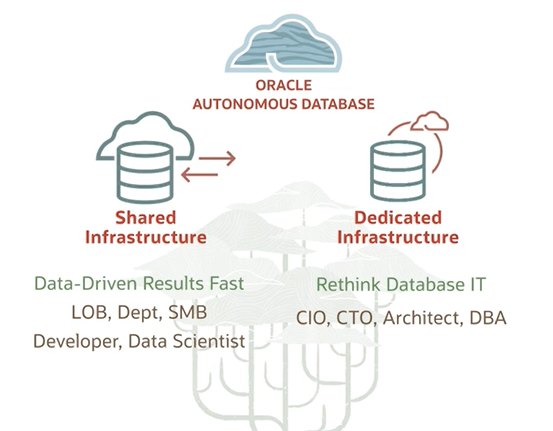 ORACLE
AUTONOMOUS DATABASE
Shared
Infrastructure
Data-Driven Results Fast
LOB, Dept, SMB
Developer, Data Scientist
Dedicated
Infrastructure
Rethink Database IT
CIO, CTO, Architect, DBA